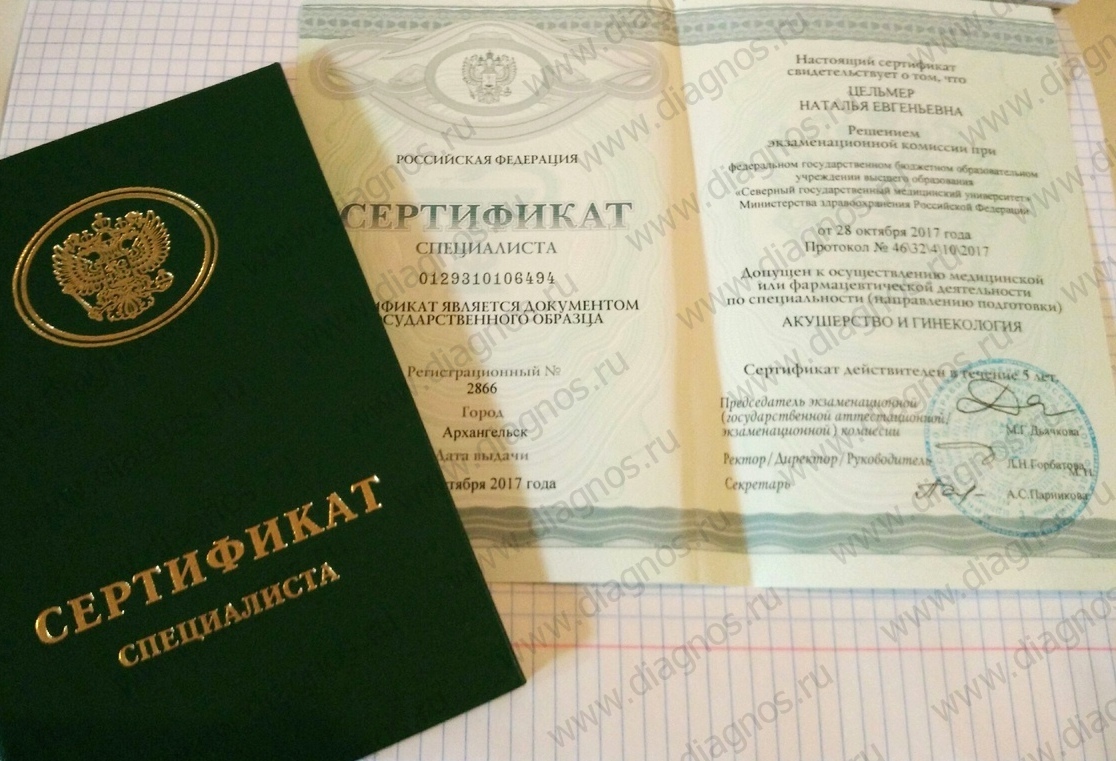 СЕРТИФИКАТ
СПЕЦИАЛИСТА
РОССИЙСКАЯ ФЕДЕРАЦИЯ
СЕРТИФИКАТ
СПЕЦИАЛИСТА
0129310106494
ИФИКАТ ЯВЛЯЕТСЯ ДОКУМЕНТОМ
СУДАРСТВЕННОГО ОБРАЗЦА
Регистрационный №
2866
Город
Архангельск
Дата выдачи
тября 2017 года
Настоящий сертификат
свидетельствует о том, что
ЦЕЛЬМЕР
НАТАЛЬЯ ЕВГЕНЬЕВНА
Решением
экзаменационной комиссии при
федеральном государственном бюджетном образовательном
учреждении высшего образования
«Северный государственный медицинский университет»
Министерства здравоохранения Российской Федерации
от 28 октября 2017 года
Протокол № 46\32\4\10\2017
Допущен к осуществлению медицинской
или фармацевтической деятельности
по специальности (направлению подготовки)
АКУШЕРСТВО И ГИНЕКОЛОГИЯ
Сертификат действителен в течение 5 лет.
Председатель экзаменационной
(государственной аттестационной/
экзаменационной) комиссии
М.Г.Дьячкова
Ректор/Директор/Руководитель
Л.Н.Горбатова
М.П.
Секретарь
А.С.Парникова
www.diagnos.ru